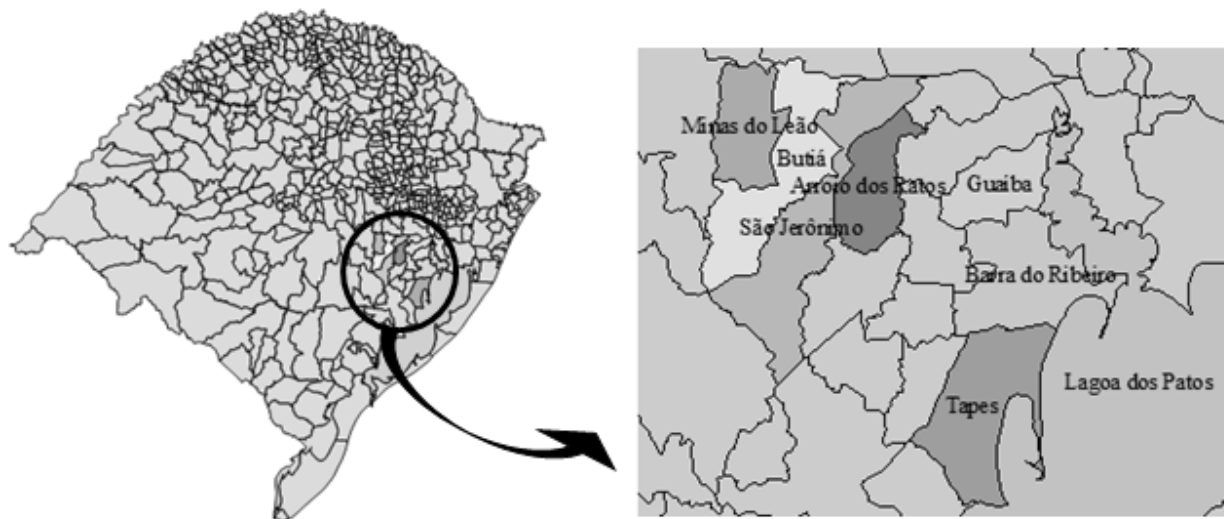 Minas do Leão
Butiá
Arroio dos Ratos
Guaíba
São Jerônimo
Barra do Ribeiro
Lagoa dos Patos
Tapes